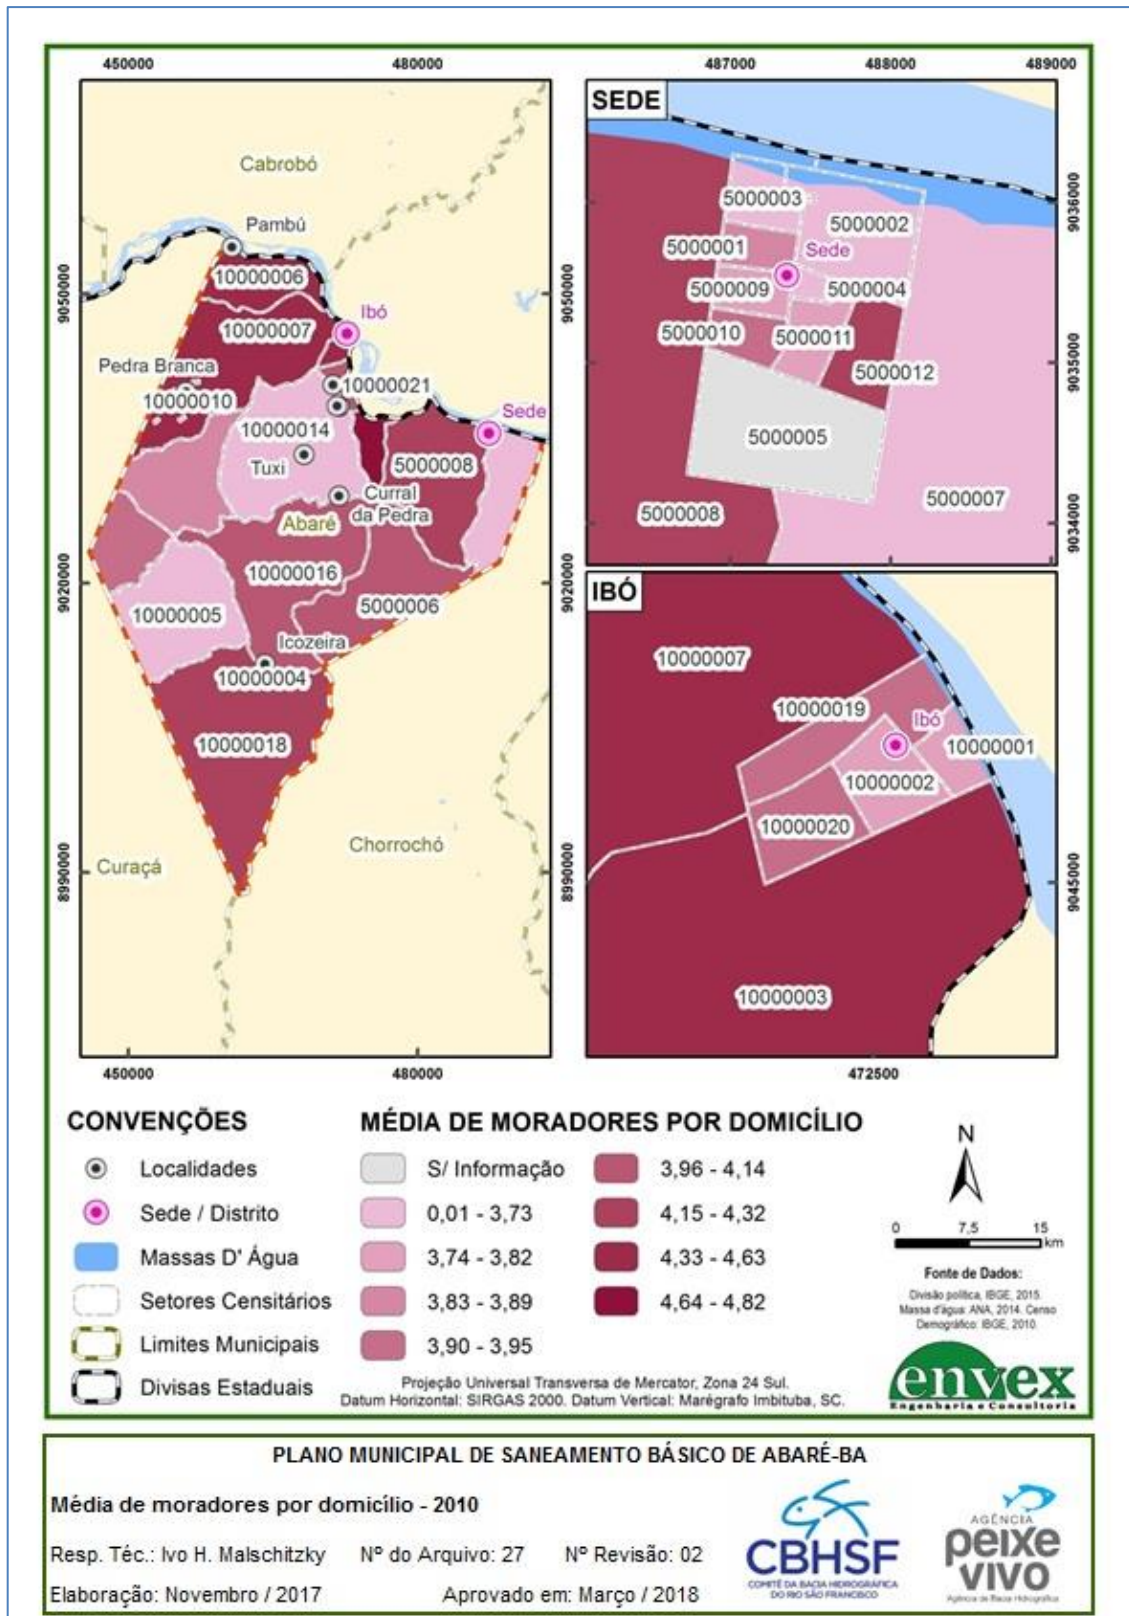 450000
480000
9050000
9020000
8990000
Cabrobó
Pambú
10000006
Ibó
10000007
Pedra Branca
10000021
10000010
Sede
10000014
5000008
Tuxi
Curral
da Pedra
Abaré
10000016
10000005
5000006
Icozeira
10000004
10000018
Chorrochó
Curaçá
450000
480000
SEDE
487000
488000
489000
5000003
5000002
5000001
Sede
5000009
5000004
5000010
5000011
5000012
5000005
5000007
5000008
9036000
9035000
9034000
IBÓ
10000007
10000019
Ibó
10000001
10000002
10000020
10000003
9045000
472500
CONVENÇÕES
Localidades
Sede / Distrito
Massas D' Água
Setores Censitários
Limites Municipais
Divisas Estaduais
MÉDIA DE MORADORES POR DOMICÍLIO
S/ Informação
0,01 - 3,73
3,74 - 3,82
3,83 - 3,89
3,90 - 3,95
3,96 - 4,14
4,15 - 4,32
4,33 - 4,63
4,64 - 4,82
Projeção Universal Transversa de Mercator, Zona 24 Sul.
Datum Horizontal: SIRGAS 2000. Datum Vertical: Marégrafo Imbituba, SC.
N
0 7,5 15
km
Fonte de Dados:
Divisão política, IBGE, 2015.
Massa d'água: ANA, 2014. Censo
Demográfico: IBGE, 2010.
envex
Engenharia e Consultoria
PLANO MUNICIPAL DE SANEAMENTO BÁSICO DE ABARÉ-BA
Média de moradores por domicílio - 2010
Resp. Téc.: Ivo H. Malschitzky Nº do Arquivo: 27 Nº Revisão: 02
Elaboração: Novembro / 2017 Aprovado em: Março / 2018
CBHSF
COMITÊ DA BACIA HIDROGRÁFICA
DO RIO SÃO FRANCISCO
AGÊNCIA
peixe
vivo
Agência de Bacia Hidrográfica